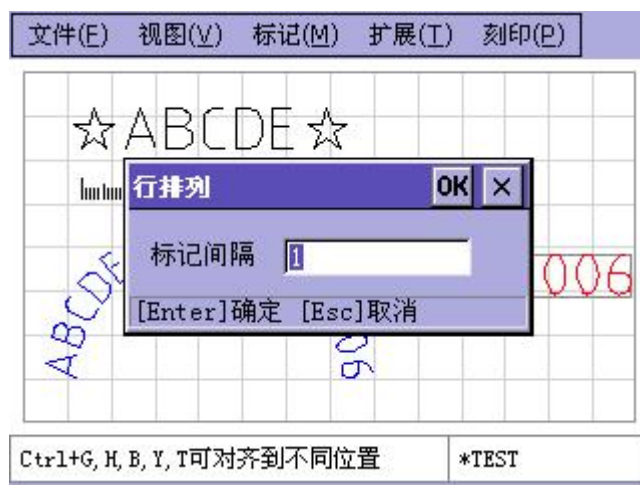 文件(F) 视图(V) 标记(M) 扩展(T) 刻印(P)
☆ABCDE☆
行排列 OK ×
标记间隔 1
006
ABCDE
[Enter]确定 [Esc]取消
Ctrl+G,H,B,Y,T可对齐到不同位置 *TEST